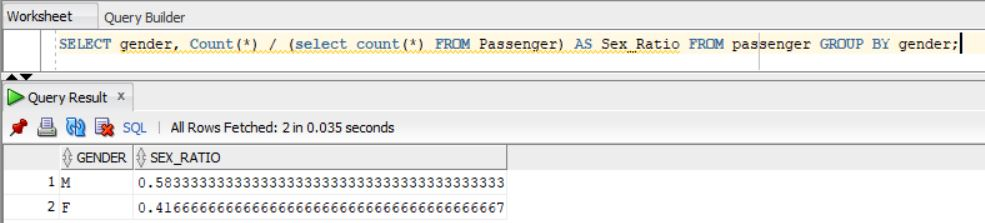 Worksheet Query Builder
SELECT gender, Count(*) / (select count(*) FROM Passenger) AS Sex_Ratio FROM passenger GROUP BY gender;
Query Result x
SQL | All Rows Fetched: 2 in 0.035 seconds
GENDER SEX_RATIO
1 M 0.5833333333333333333333333333333333333333
2 F 0.4166666666666666666666666666666666666667